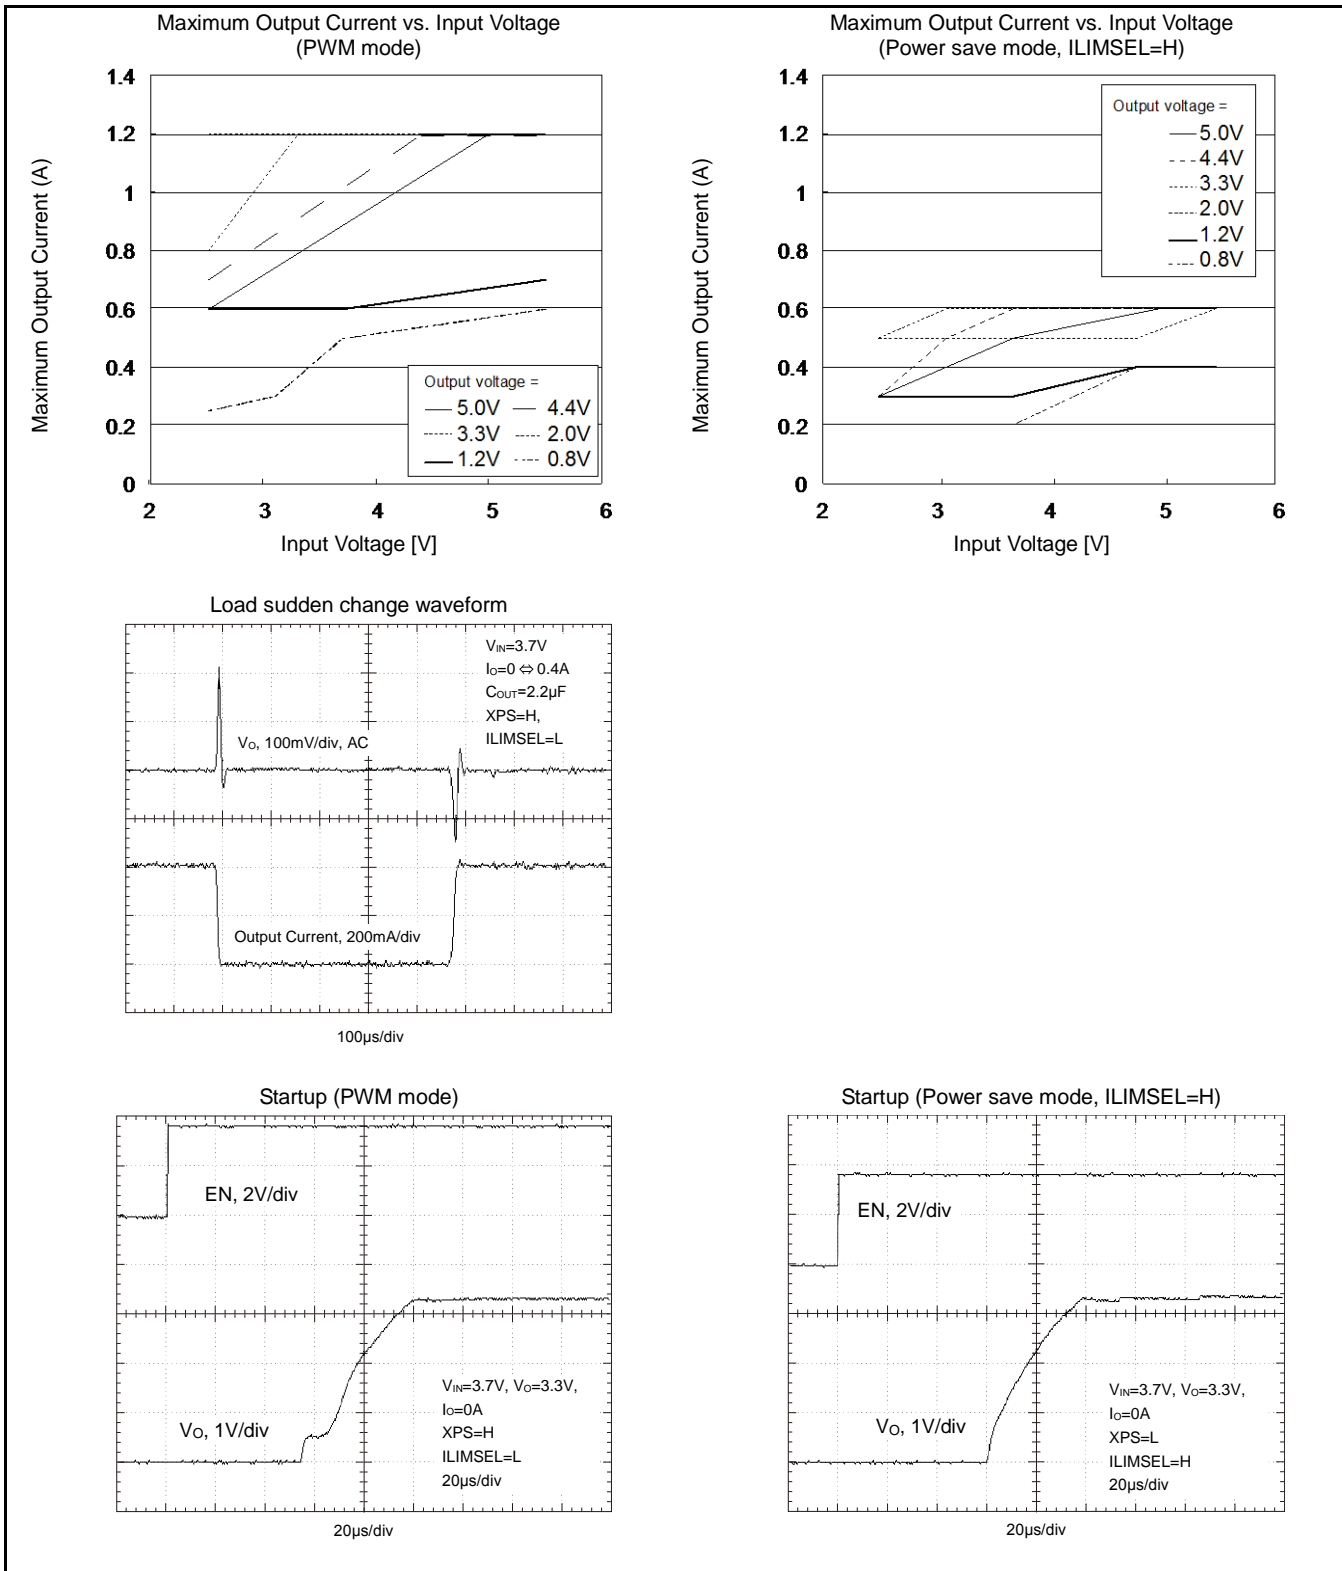 Maximum Output Current vs. Input Voltage
(PWM mode)
1.4
1.2
1
0.8
0.6
0.4
0.2
0
2
3
4
5
6
Maximum Output Current (A)
Input Voltage [V]
Output voltage =
5.0V
4.4V
3.3V
2.0V
1.2V
0.8V
Maximum Output Current vs. Input Voltage
(Power save mode, ILIMSEL=H)
1.4
1.2
1
0.8
0.6
0.4
0.2
0
2
3
4
5
6
Maximum Output Current (A)
Input Voltage [V]
Output voltage =
5.0V
4.4V
3.3V
2.0V
1.2V
0.8V
Load sudden change waveform
VIN=3.7V
IO=0 ⇔ 0.4A
COUT=2.2µF
XPS=H,
ILIMSEL=L
VO, 100mV/div, AC
Output Current, 200mA/div
100µs/div
Startup (PWM mode)
EN, 2V/div
VO, 1V/div
VIN=3.7V, VO=3.3V,
IO=0A
XPS=H
ILIMSEL=L
20µs/div
20µs/div
Startup (Power save mode, ILIMSEL=H)
EN, 2V/div
VO, 1V/div
VIN=3.7V, VO=3.3V,
IO=0A
XPS=L
ILIMSEL=H
20µs/div
20µs/div